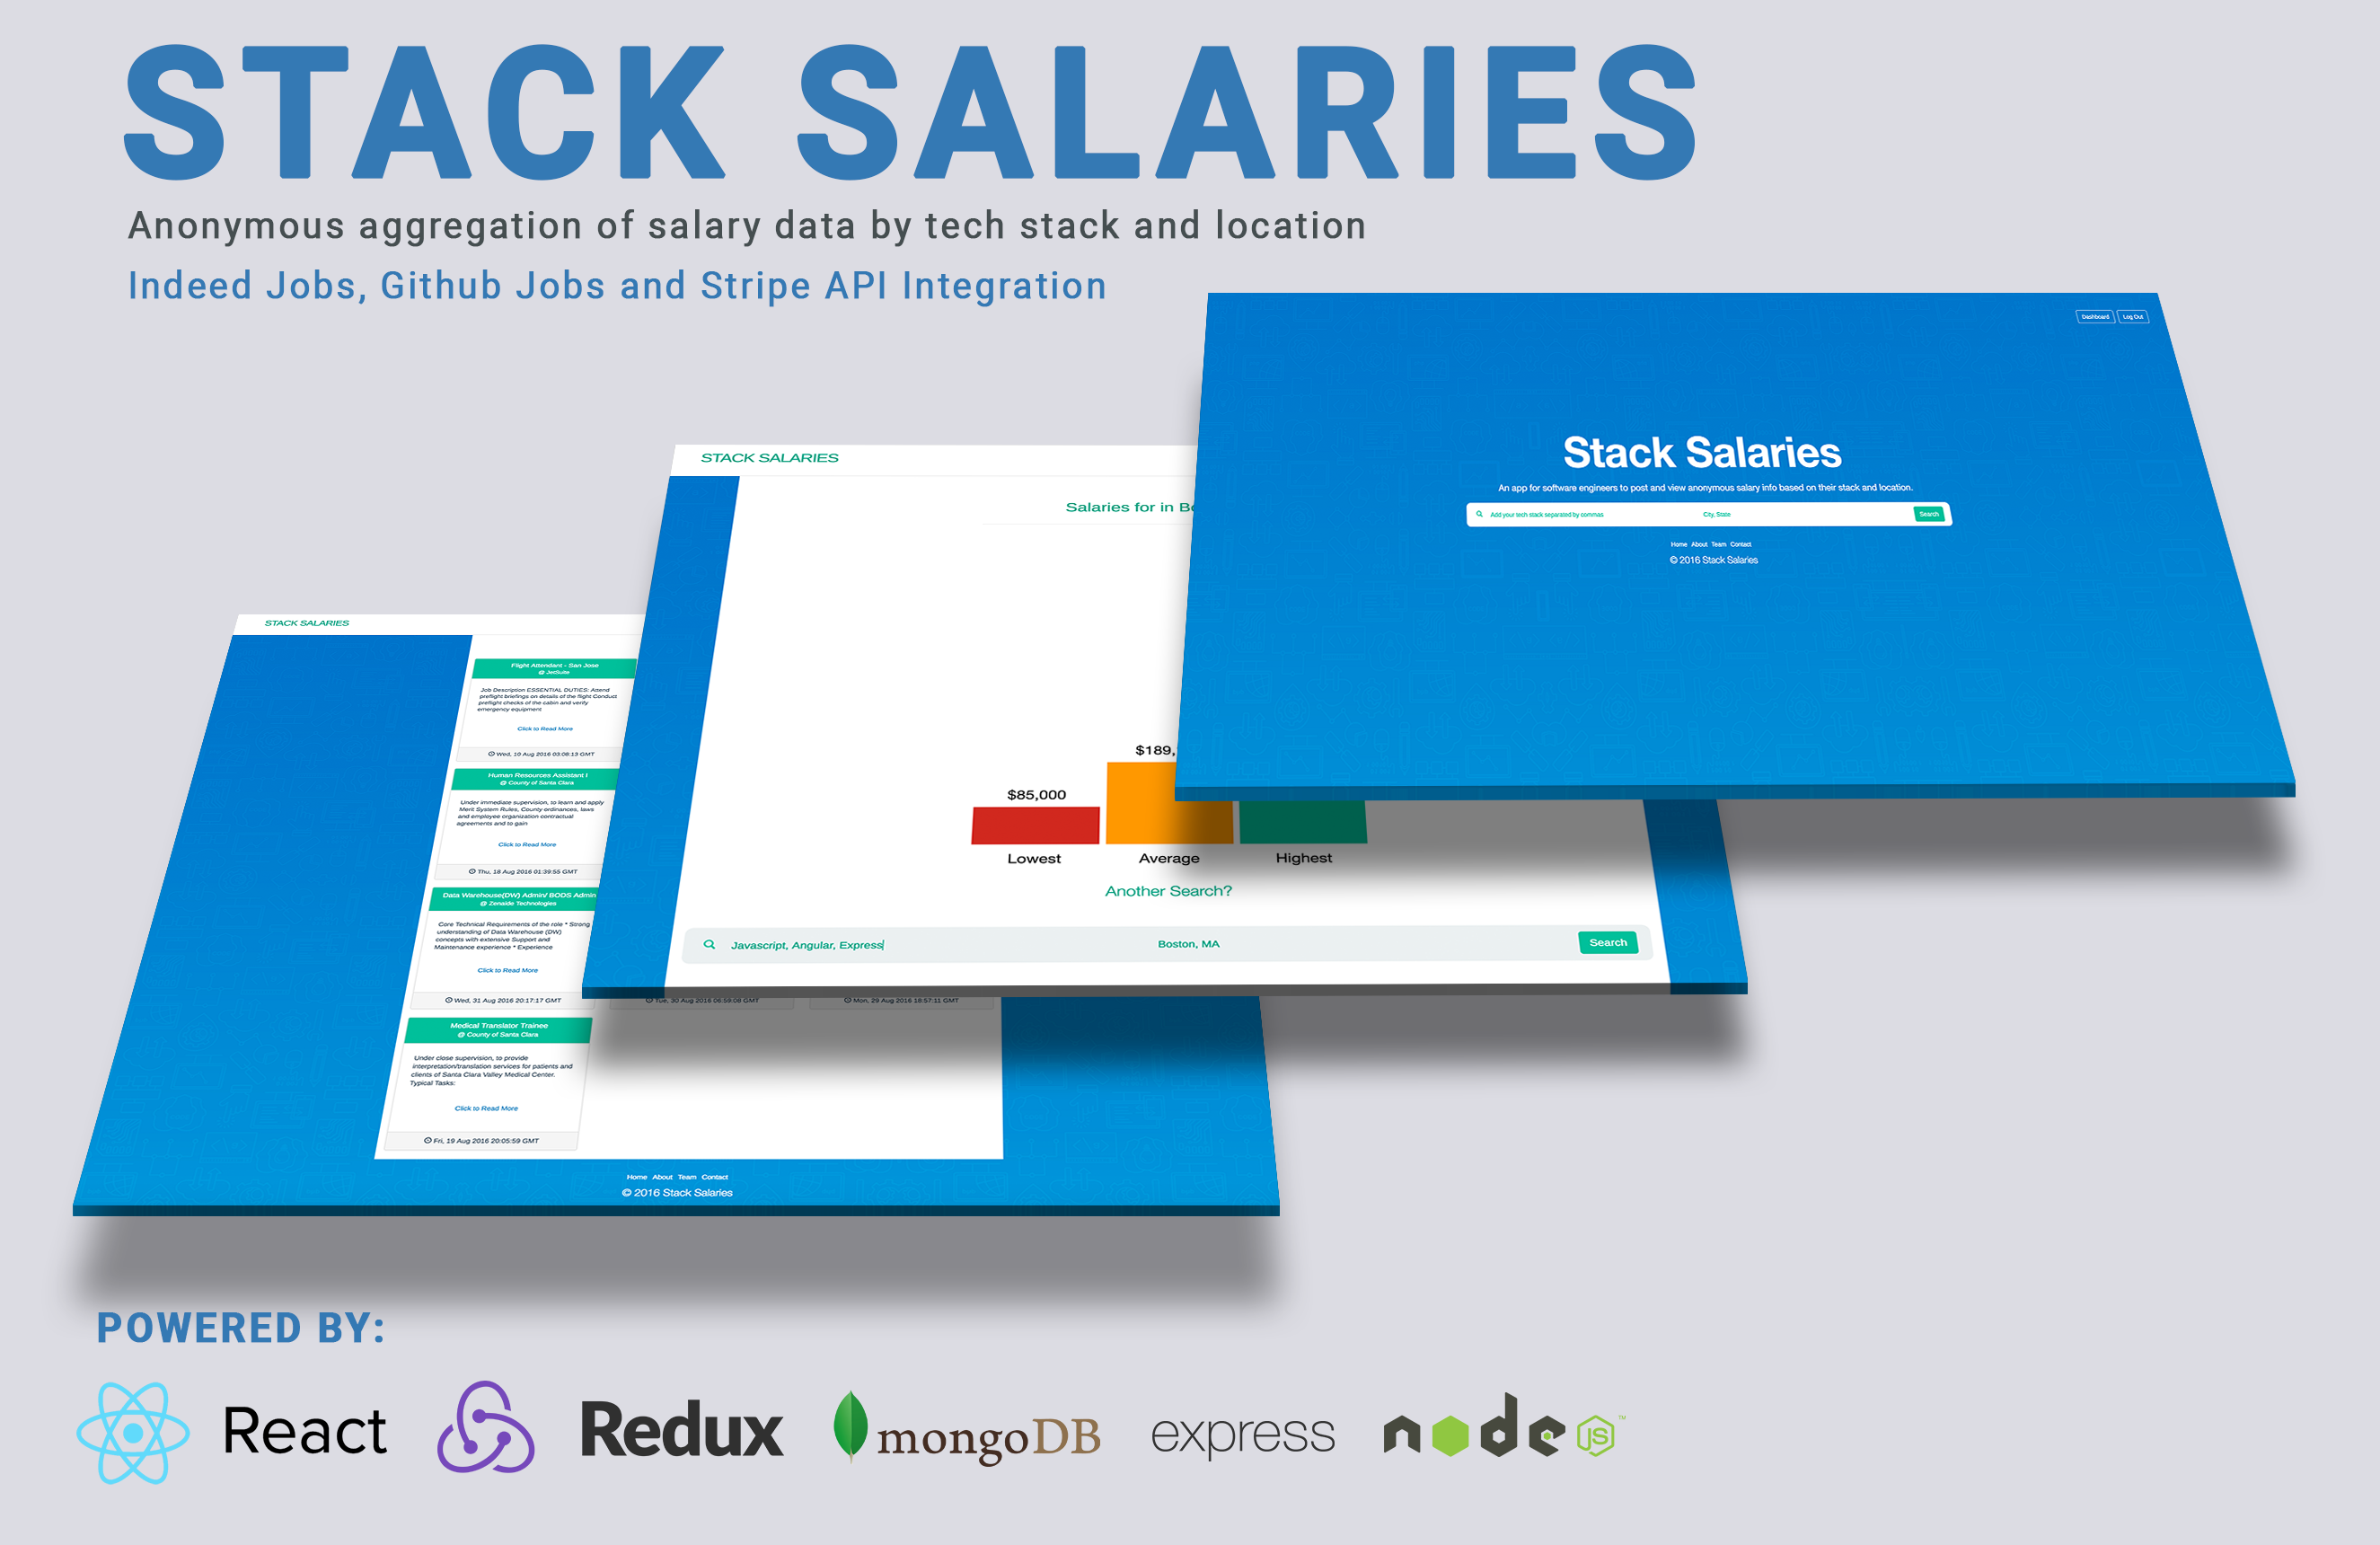 STACK SALARIES
Anonymous aggregation of salary data by tech stack and location
Indeed Jobs, Github Jobs and Stripe API Integration
Dashboard Log Out
Stack Salaries
An app for software engineers to post and view anonymous salary info based on their stack and location.
Add your tech stack separated by commas City, State Search
Home About Team Contact
© 2016 Stack Salaries
STACK SALARIES
Salaries for in
$189,
$85,000
Lowest Average Highest
Another Search?
Javascript, Angular, Express Boston, MA Search
STACK SALARIES
Flight Attendant - San Jose
@ JetSuite
Job Description ESSENTIAL DUTIES: Attend
preflight briefings on details of the flight Conduct
preflight checks of the cabin and verify
emergency equipment
Click to Read More
Wed, 10 Aug 2016 03:08:13 GMT
Human Resources Assistant I
@ County of Santa Clara
Under immediate supervision, to learn and apply
Merit System Rules, County ordinances, laws
and employee organization contractual
agreements and to gain
Click to Read More
Thu, 18 Aug 2016 01:39:55 GMT
Data Warehouse(DW) Admin/ BODS Admin
@ Zenaide Technologies
Core Technical Requirements of the role * Strong
understanding of Data Warehouse (DW)
concepts with extensive Support and
Maintenance experience * Experience
Click to Read More
Wed, 31 Aug 2016 20:17:17 GMT
Tue, 30 Aug 2016 06:59:08 GMT
Mon, 29 Aug 2016 18:57:11 GMT
Medical Translator Trainee
@ County of Santa Clara
Under close supervision, to provide
interpretation/translation services for patients and
clients of Santa Clara Valley Medical Center.
Typical Tasks:
Click to Read More
Fri, 19 Aug 2016 20:05:59 GMT
Home About Team Contact
© 2016 Stack Salaries
POWERED BY:
React Redux mongoDB express node JS ™